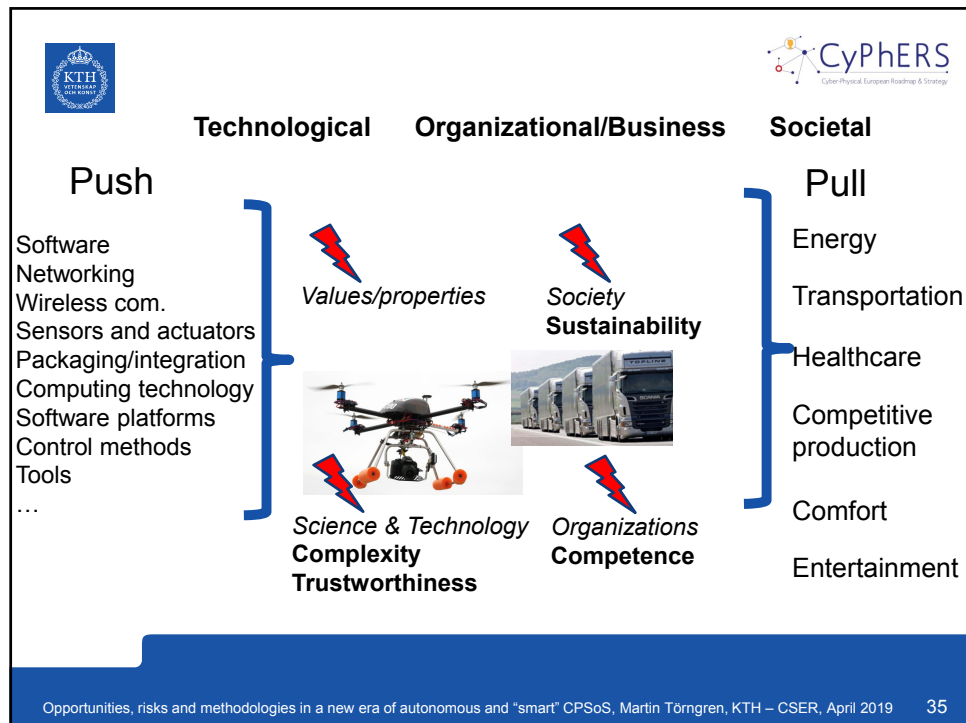 KTH
VETENSKAP
OCH KONST
CyPhERS
Cyber-Physical European Roadmap & Strategy
Technological Organizational/Business Societal
Push
Pull
Software
Networking
Wireless com.
Sensors and actuators
Packaging/integration
Computing technology
Software platforms
Control methods
Tools
…
Values/properties
Society
Sustainability
TOPLINE
SCANIA
Science & Technology
Complexity
Trustworthiness
Organizations
Competence
Energy
Transportation
Healthcare
Competitive
production
Comfort
Entertainment
Opportunities, risks and methodologies in a new era of autonomous and “smart” CPSoS, Martin Törngren, KTH – CSER, April 2019 35